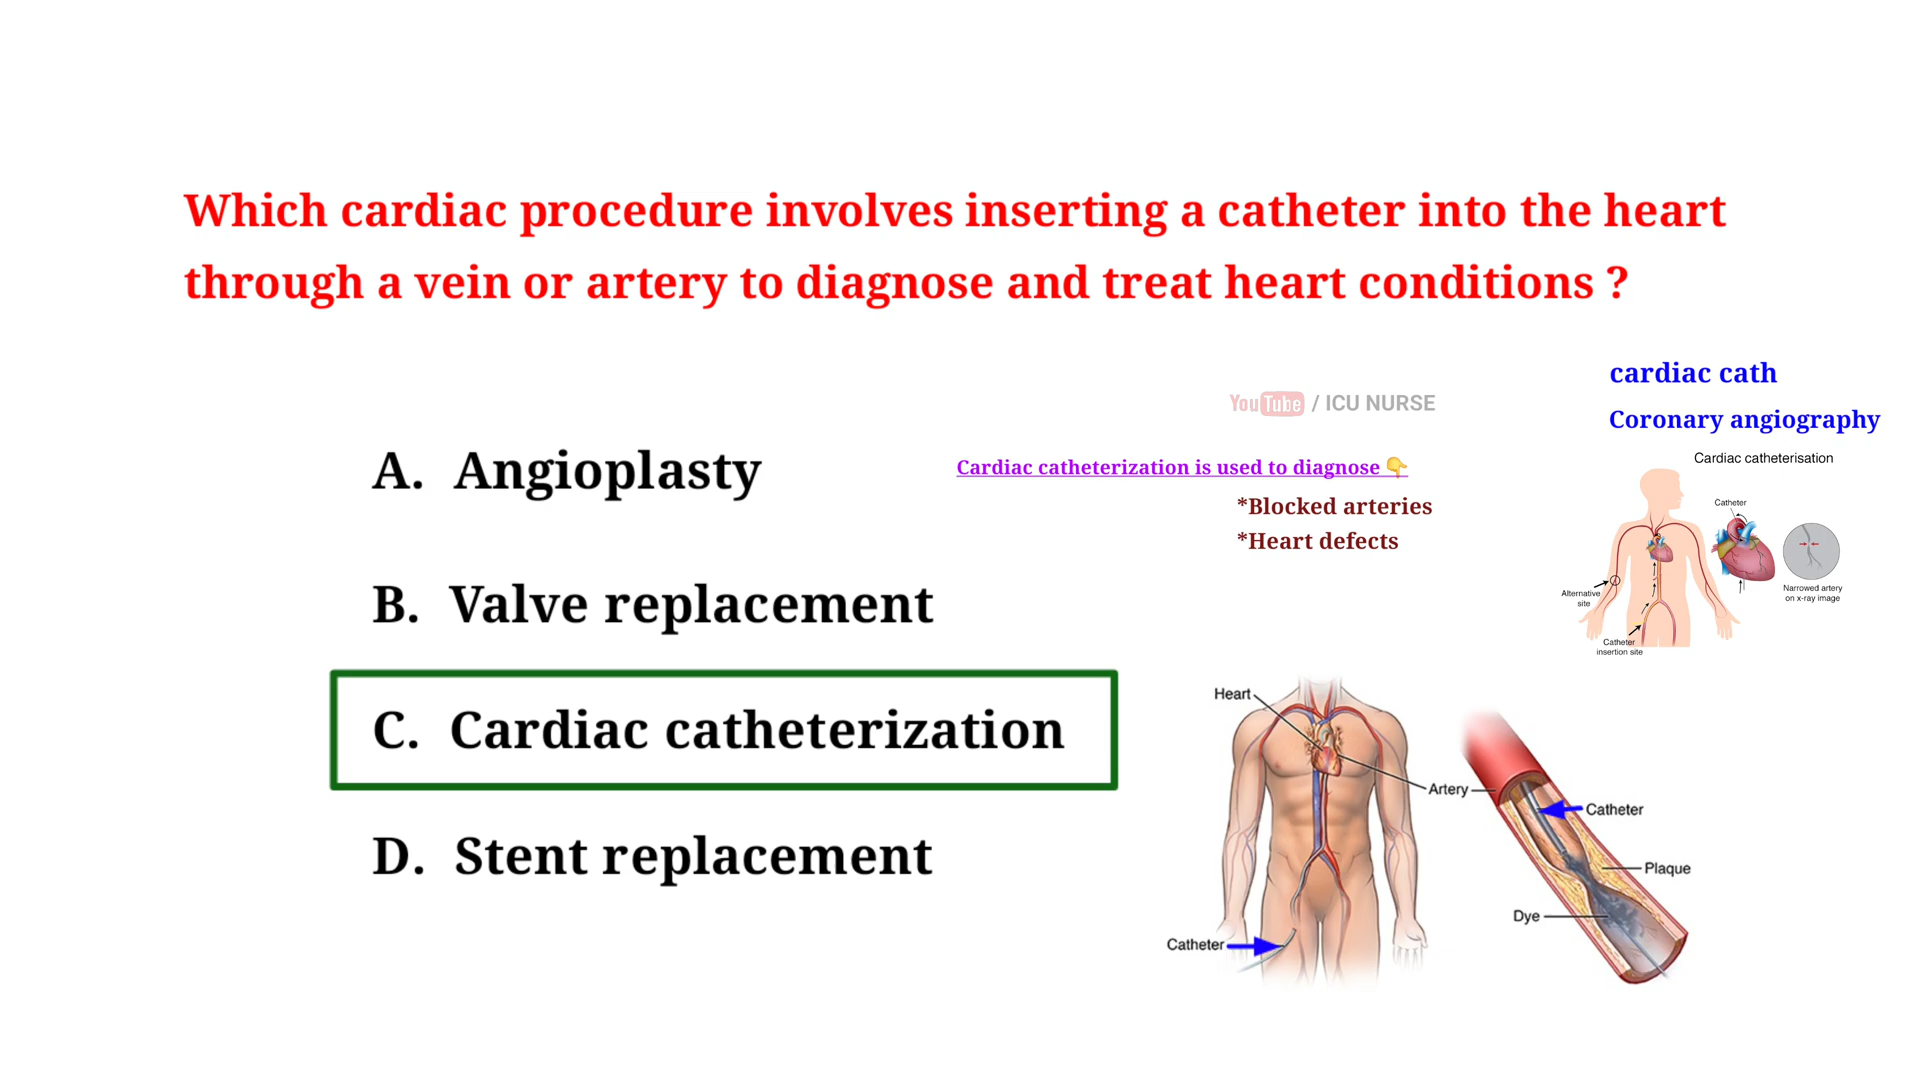 Which cardiac procedure involves inserting a catheter into the heart
through a vein or artery to diagnose and treat heart conditions ?
cardiac cath
Coronary angiography
YouTube / ICU NURSE
A. Angioplasty
Cardiac catheterization is used to diagnose 👇
*Blocked arteries
*Heart defects
Cardiac catheterisation
Catheter
Alternative
site
Narrowed artery
on x-ray image
Catheter
insertion site
B. Valve replacement
C. Cardiac catheterization
D. Stent replacement
Heart
Artery
Catheter
Plaque
Dye
Catheter